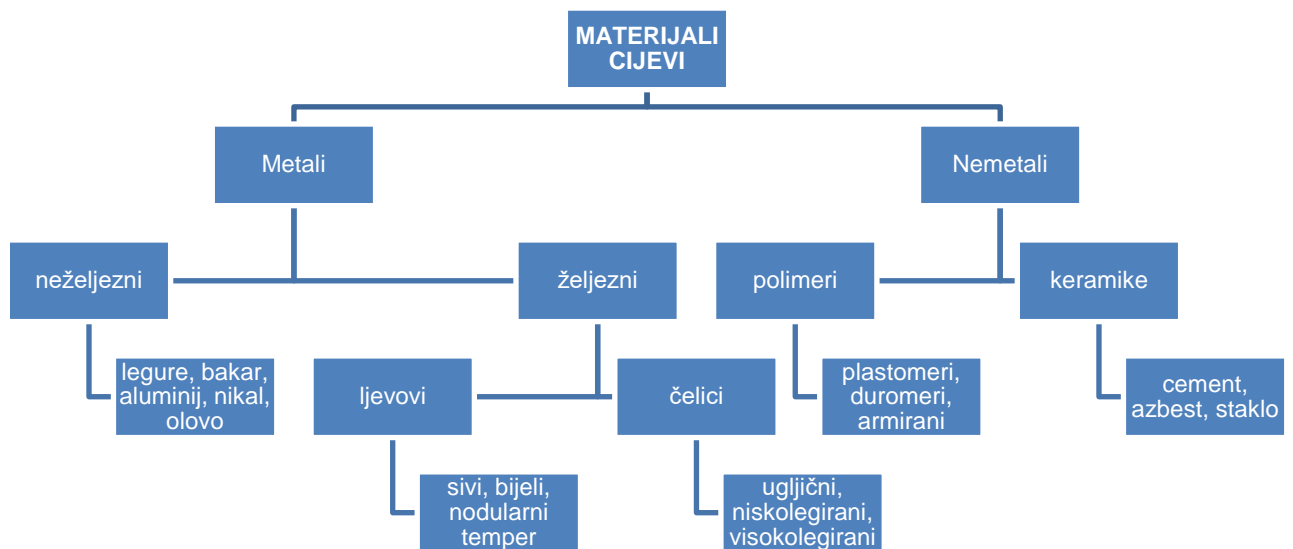 MATERIJALI
CIJEVI
Metali
Nemetali
neželjezni
željezni
polimeri
keramike
legure, bakar,
aluminij, nikal,
olovo
ljevovi
čelici
plastomeri,
duromeri,
armirani
cement,
azbest, staklo
sivi, bijeli,
nodularni
temper
ugljični,
niskolegirani,
visokolegirani